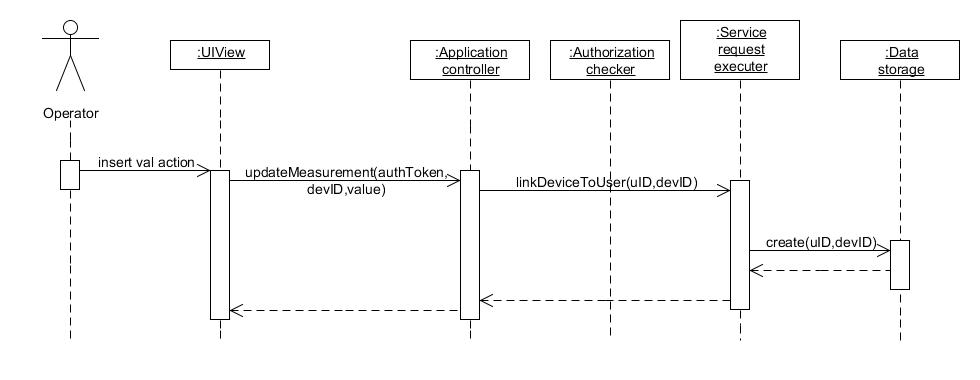 :UIView
:Application
controller
:Authorization
checker
:Service
request
executer
:Data
storage
Operator
insert val action
updateMeasurement(authToken,
devID,value)
linkDeviceToUser(uID,devID)
create(uID,devID)